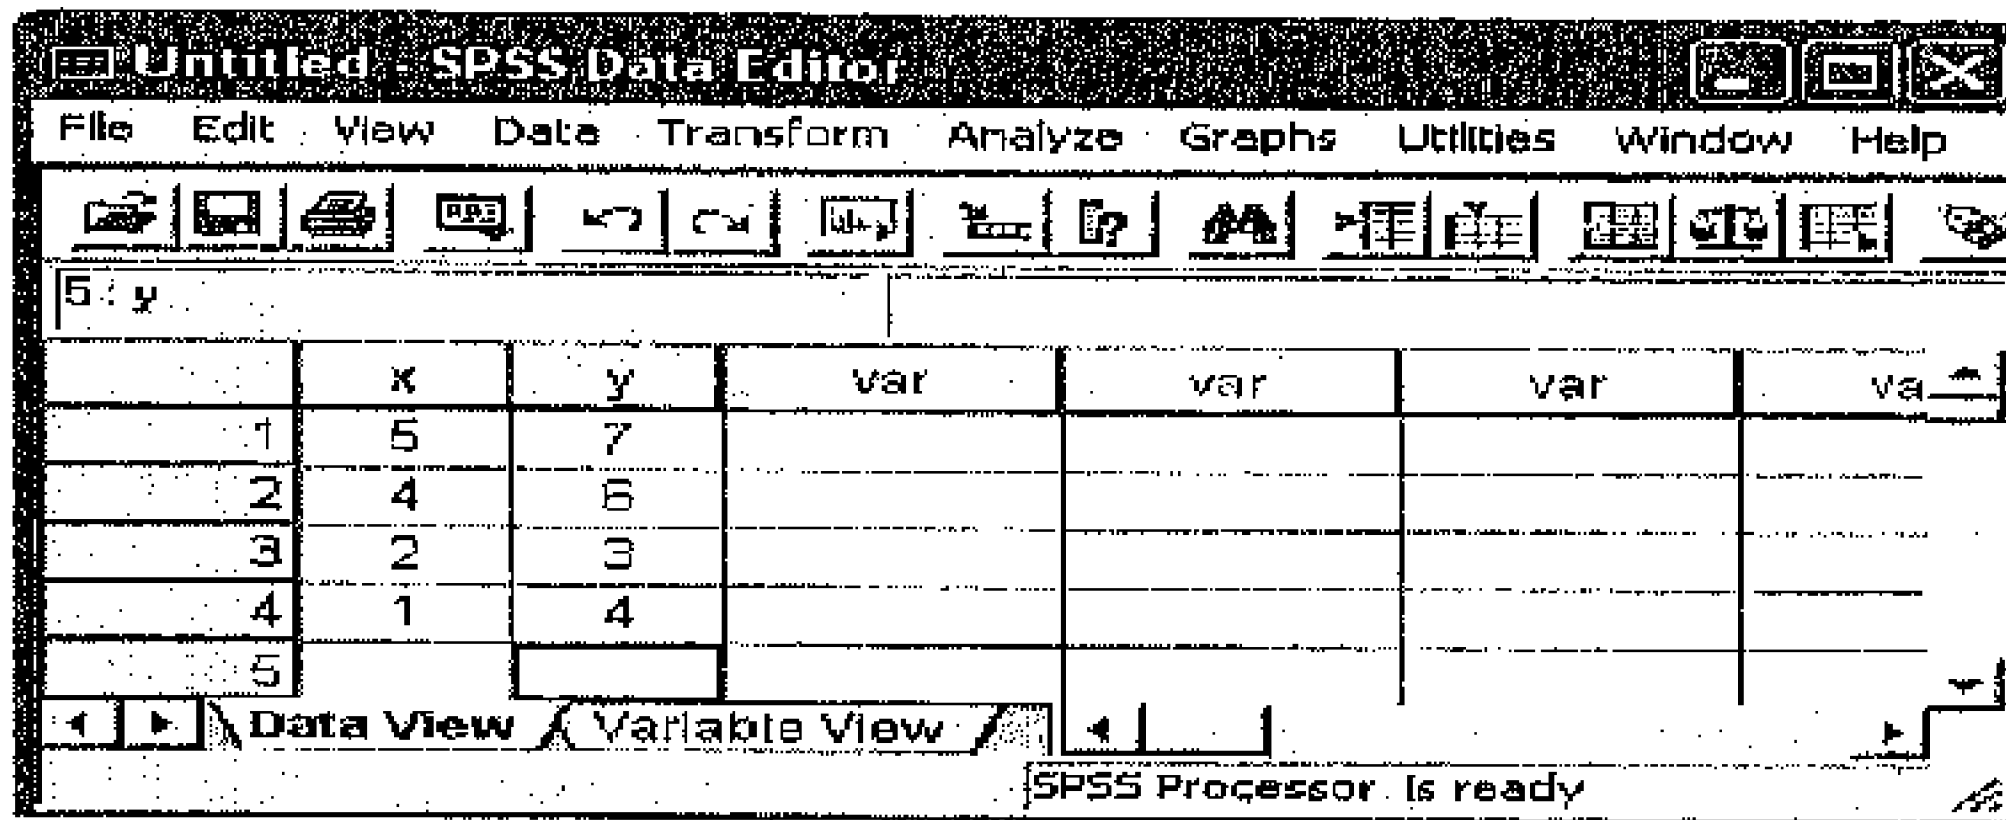 Untitled - SPSS Data Editor
File Edit View Data Transform Analyze Graphs Utilities Window Help
5 : y
x y var var var va
1 5 7
2 4 6
3 2 3
4 1 4
5
Data View Variable View
SPSS Processor is ready